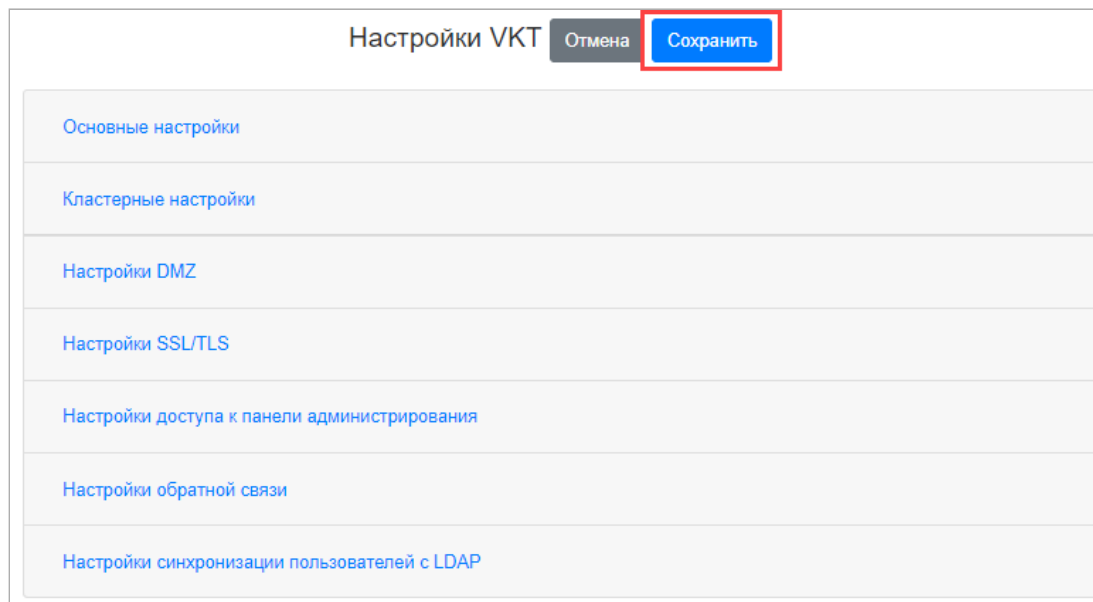 Настройки VKT Отмена Сохранить
Основные настройки
Кластерные настройки
Настройки DMZ
Настройки SSL/TLS
Настройки доступа к панели администрирования
Настройки обратной связи
Настройки синхронизации пользователей с LDAP